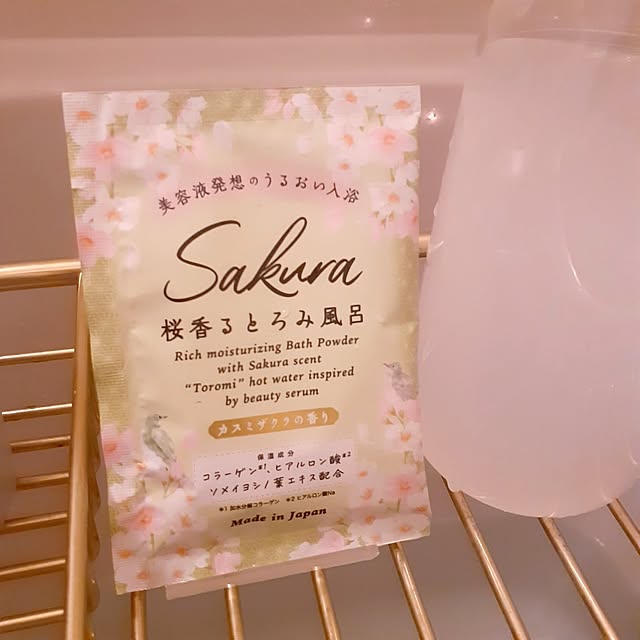 美容液発想のうるおい入浴
Sakura
桜香るとろみ風呂
Rich moisturizing Bath Powder
with Sakura scent
“Toromi” hot water inspired
by beauty serum
カスミザクラの香り
保湿成分
コラーゲン※1、ヒアルロン酸※2
ソメイヨシノ葉エキス配合
※1 加水分解コラーゲン ※2 ヒアルロン酸Na
Made in Japan